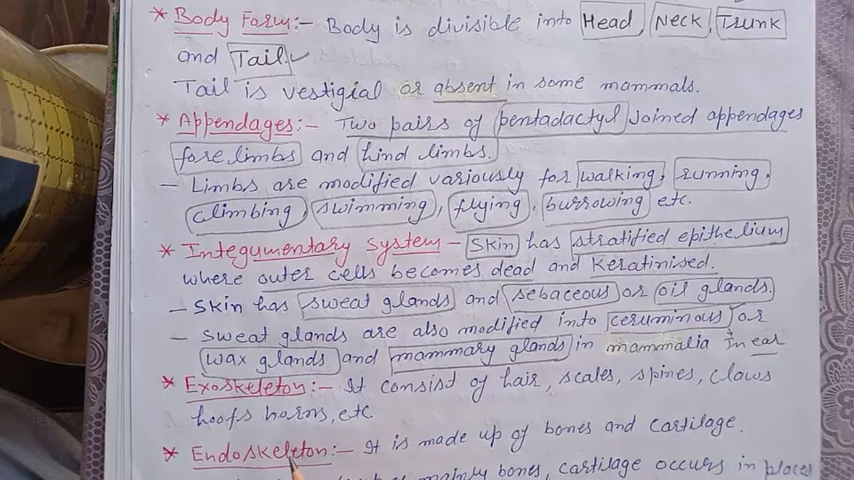 * Body Form:- Body is divisible into Head, Neck, Trunk
and Tail.
Tail is vestigial or absent in some mammals.
* Appendages:- Two pairs of pentadactyl joined appendages
fore limbs and hind limbs.
- Limbs are modified variously for walking, running,
climbing, swimming, flying, burrowing etc.
* Integumentary System - Skin has stratified epithelium
where outer cells becomes dead and keratinised.
- Skin has sweat glands and sebaceous or oil glands.
- Sweat glands are also modified into ceruminous or
wax glands and mammary glands in mammalia In ear
* Exoskeleton:- It consist of hair, scales, spines, claws
hoofs horns, etc.
* Endoskeleton:- It is made up of bones and cartilage.
mainly bones, cartilage occurs in places